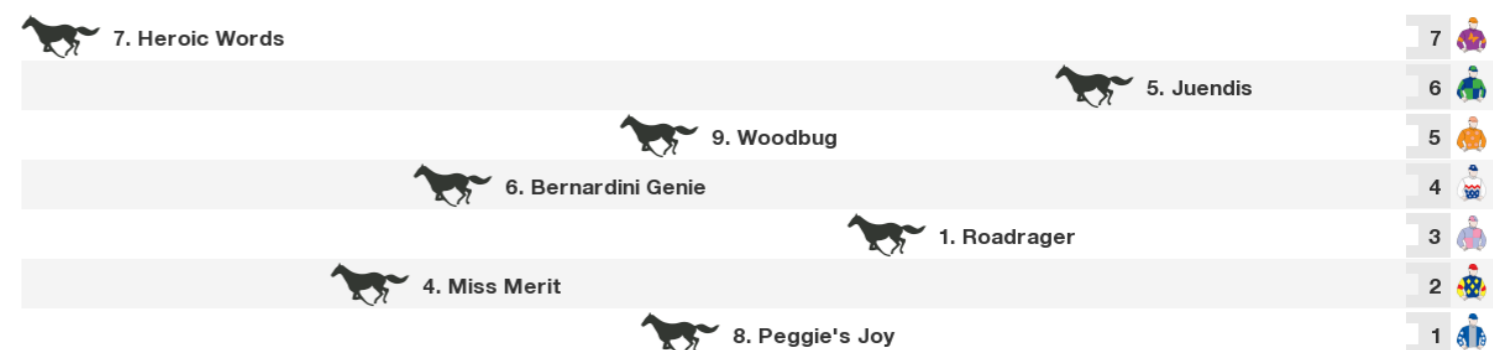 7. Heroic Words 7
5. Juendis 6
9. Woodbug 5
6. Bernardini Genie 4
1. Roadrager 3
4. Miss Merit 2
8. Peggie's Joy 1